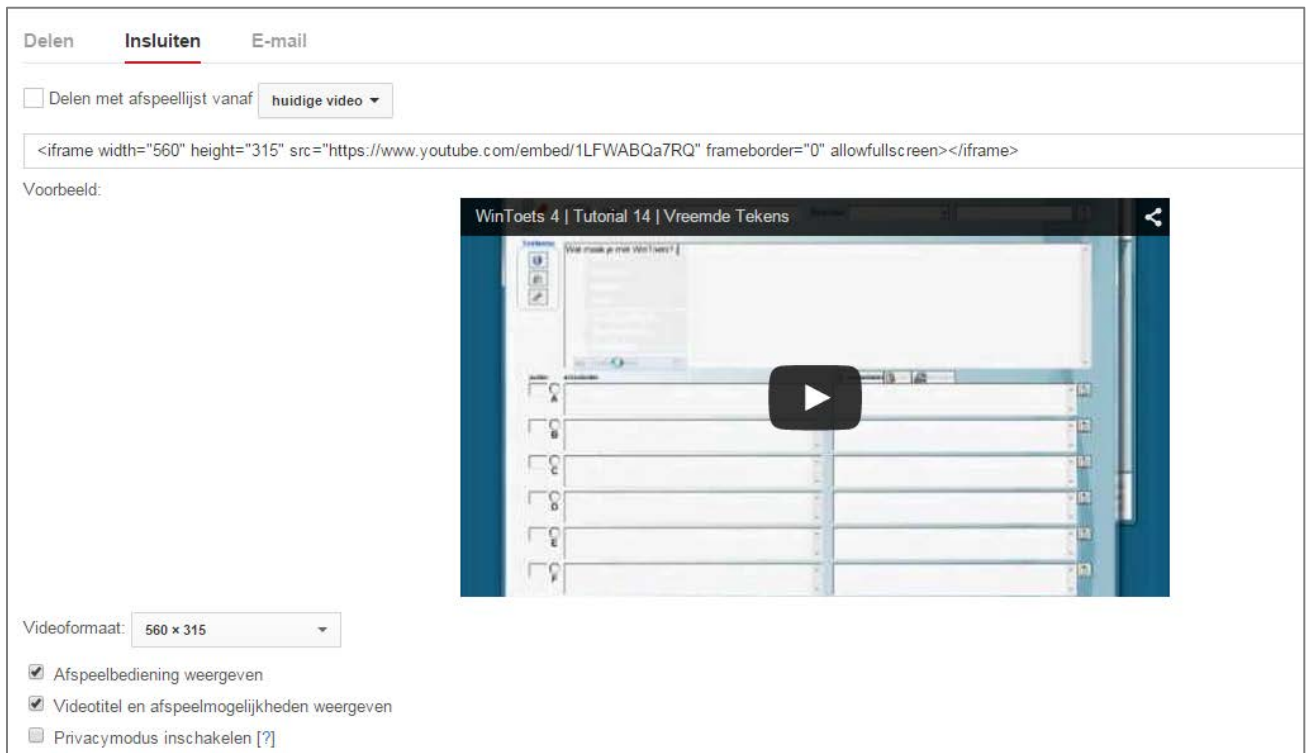 Delen Insluiten E-mail
Delen met afspeellijst vanaf huidige video
<iframe width="560" height="315" src="https://www.youtube.com/embed/1LFWABQa7RQ" frameborder="0" allowfullscreen></iframe>
Voorbeeld:
WinToets 4 | Tutorial 14 | Vreemde Tekens
Wat maak je met WinToets?
A
B
C
D
E
F
Videoformaat: 560 × 315
Afspeelbediening weergeven
Videotitel en afspeelmogelijkheden weergeven
Privacymodus inschakelen [?]